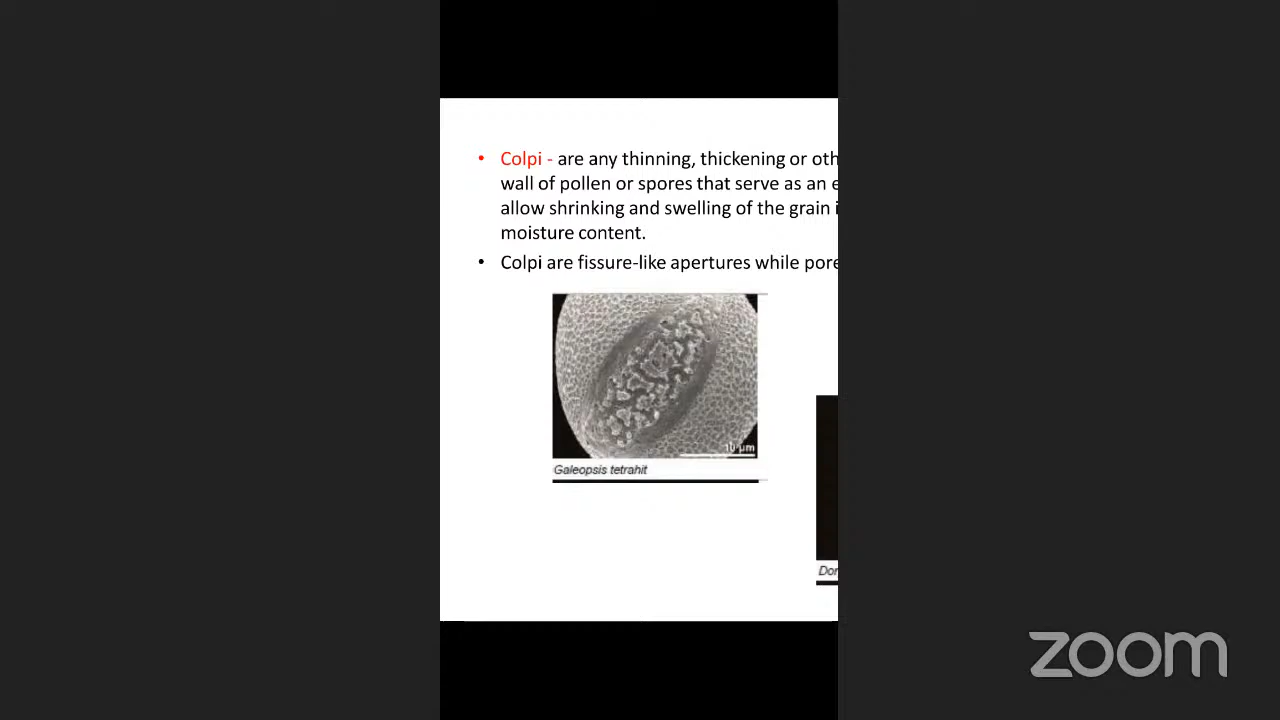 • Colpi - are any thinning, thickening or oth
wall of pollen or spores that serve as an e
allow shrinking and swelling of the grain i
moisture content.
• Colpi are fissure-like apertures while pore
10 µm
Galeopsis tetrahit
Dor
zoom